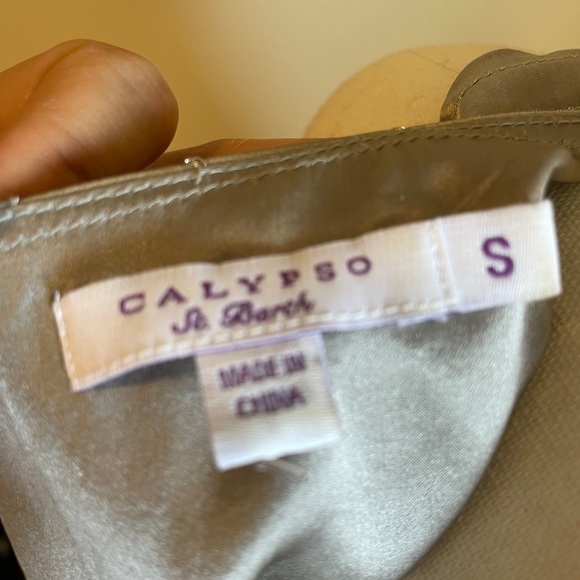 CALYPSO
St. Barth
S
MADE IN
CHINA